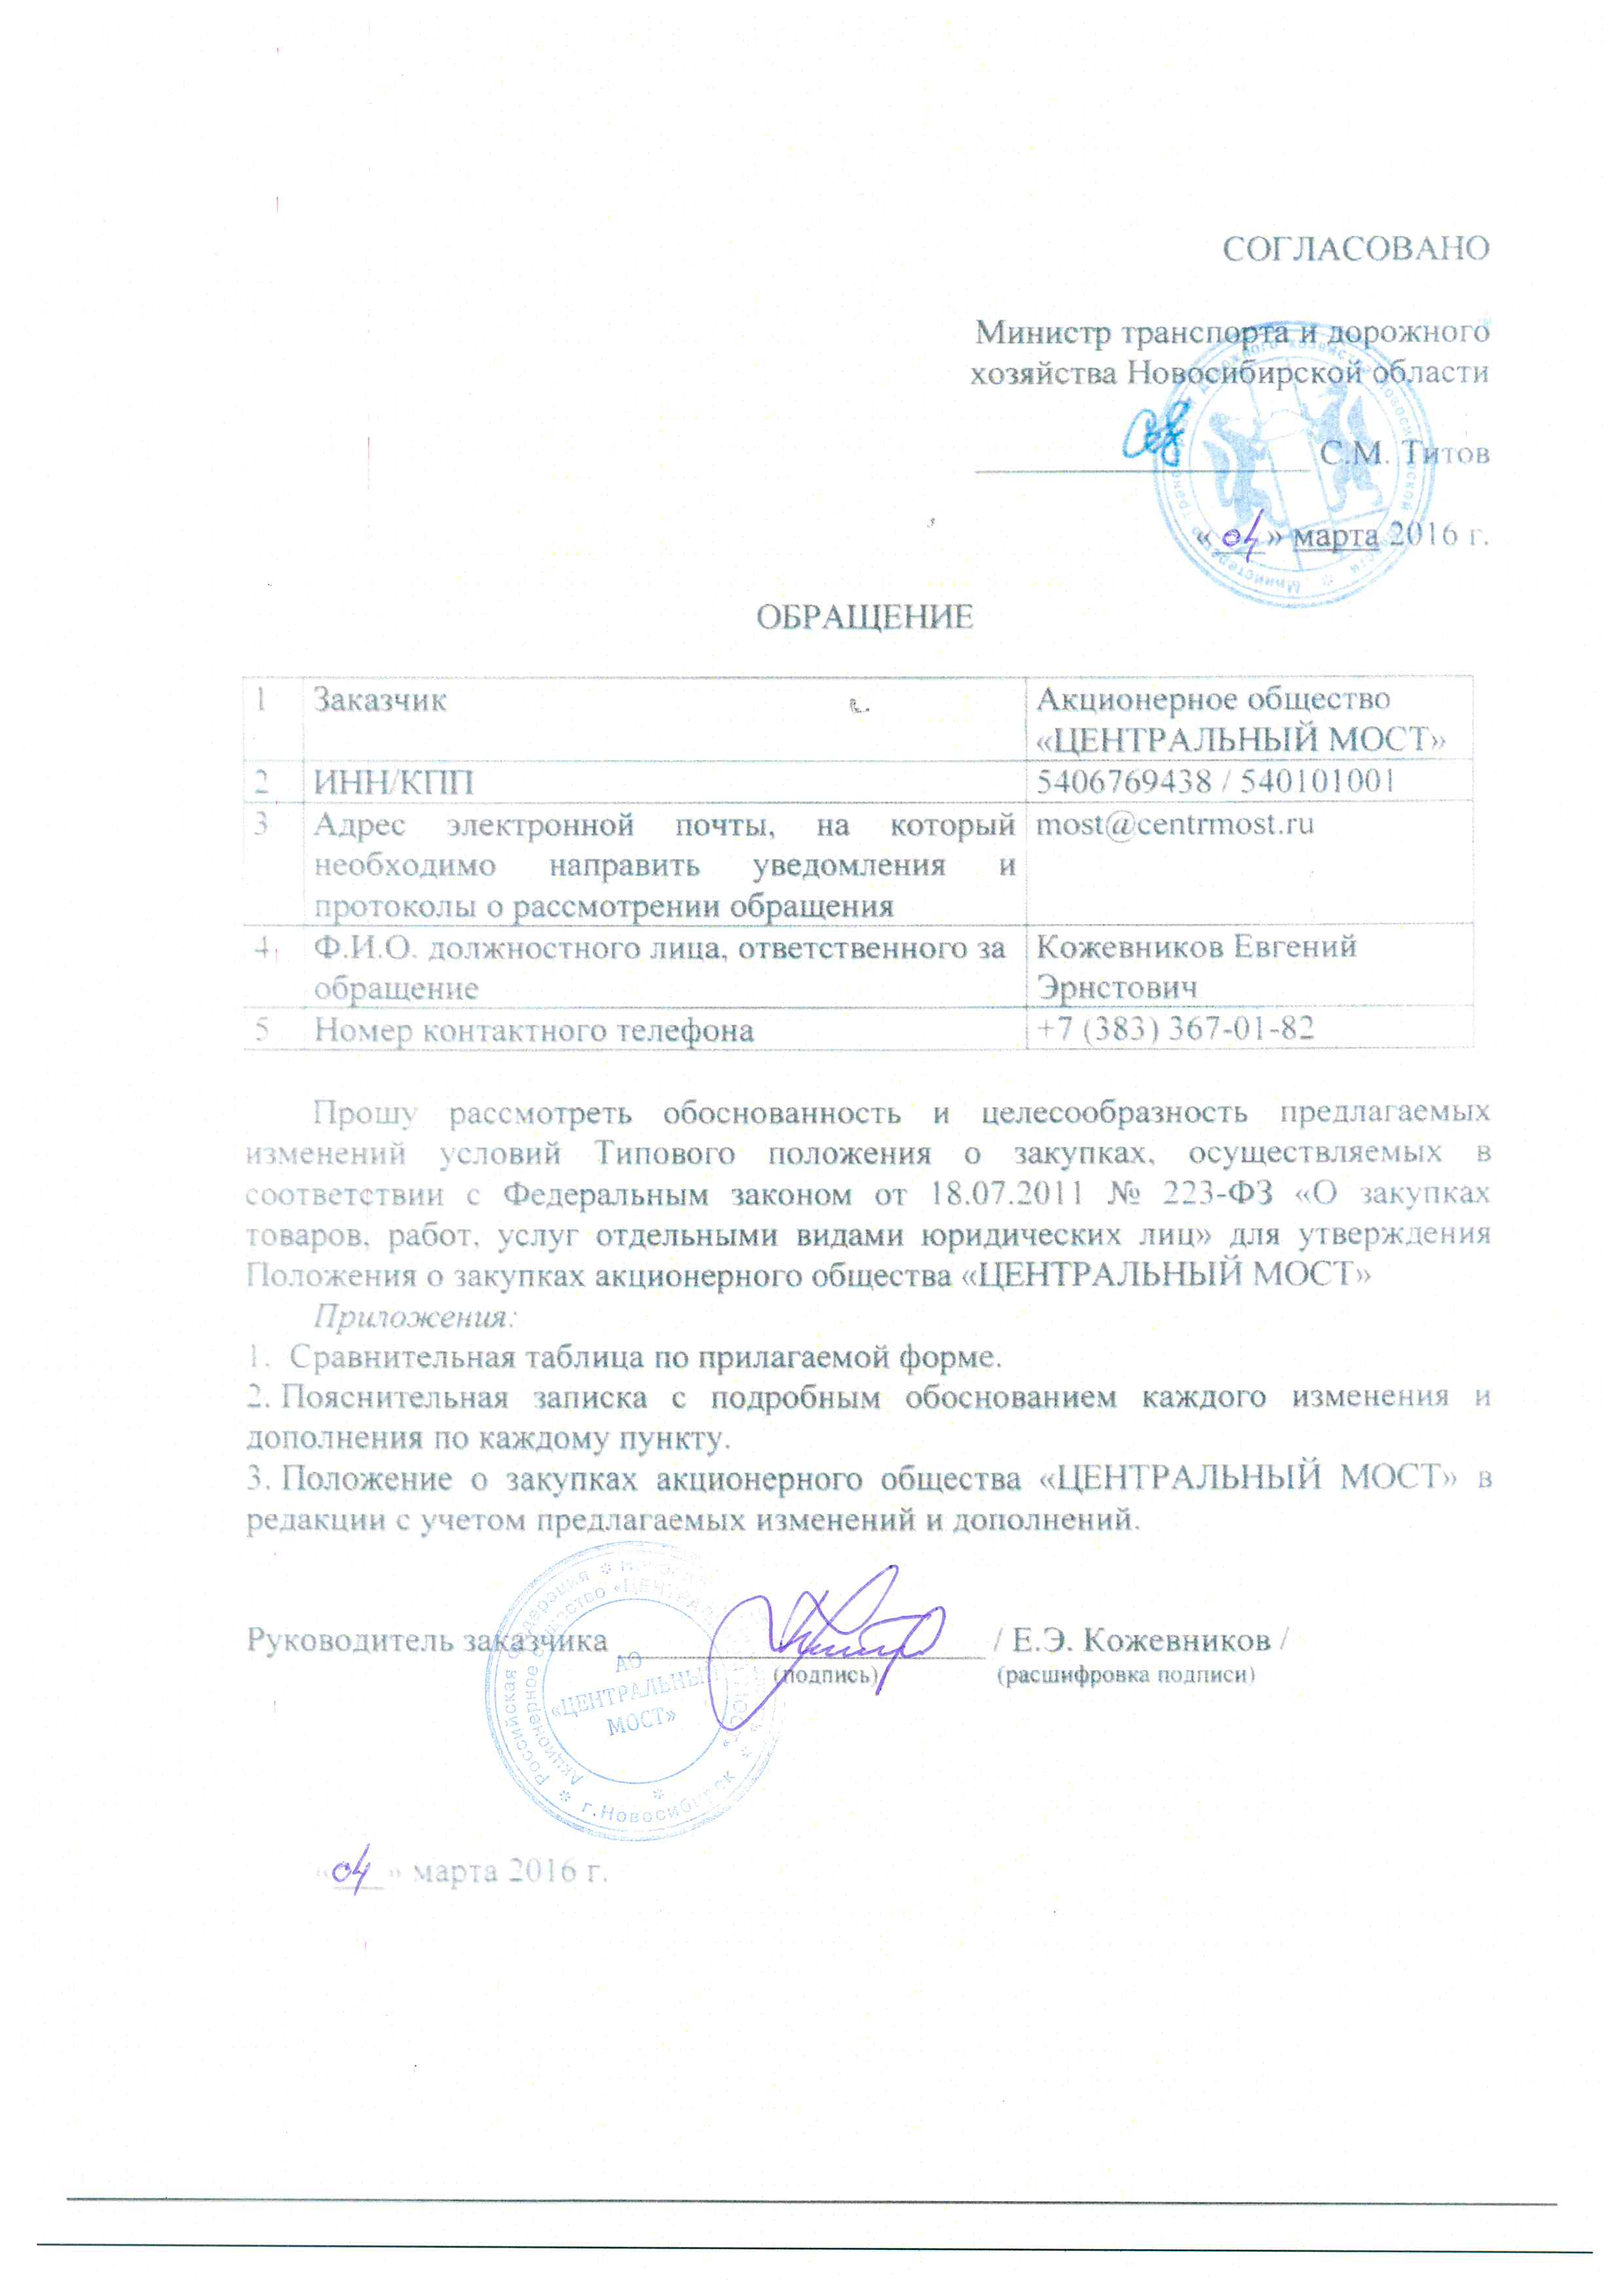 СОГЛАСОВАНО
Министр транспорта и дорожного
хозяйства Новосибирской области
С.М. Титов
«04» марта 2016 г.
ОБРАЩЕНИЕ
1 Заказчик Акционерное общество
«ЦЕНТРАЛЬНЫЙ МОСТ»
2 ИНН/КПП 5406769438 / 540101001
3 Адрес электронной почты, на который most@centrmost.ru
необходимо направить уведомления и
протоколы о рассмотрении обращения
4 Ф.И.О. должностного лица, ответственного за Кожевников Евгений
обращение Эрнстович
5 Номер контактного телефона +7 (383) 367-01-82
Прошу рассмотреть обоснованность и целесообразность предлагаемых
изменений условий Типового положения о закупках, осуществляемых в
соответствии с Федеральным законом от 18.07.2011 № 223-ФЗ «О закупках
товаров, работ, услуг отдельными видами юридических лиц» для утверждения
Положения о закупках акционерного общества «ЦЕНТРАЛЬНЫЙ МОСТ»
Приложения:
1. Сравнительная таблица по прилагаемой форме.
2. Пояснительная записка с подробным обоснованием каждого изменения и
дополнения по каждому пункту.
3. Положение о закупках акционерного общества «ЦЕНТРАЛЬНЫЙ МОСТ» в
редакции с учетом предлагаемых изменений и дополнений.
Руководитель заказчика / Е.Э. Кожевников /
(подпись) (расшифровка подписи)
Российская Федерация
Акционерное общество «ЦЕНТРАЛЬНЫЙ МОСТ»
АО
«ЦЕНТРАЛЬНЫЙ
МОСТ»
г.Новосибирск
«04» марта 2016 г.